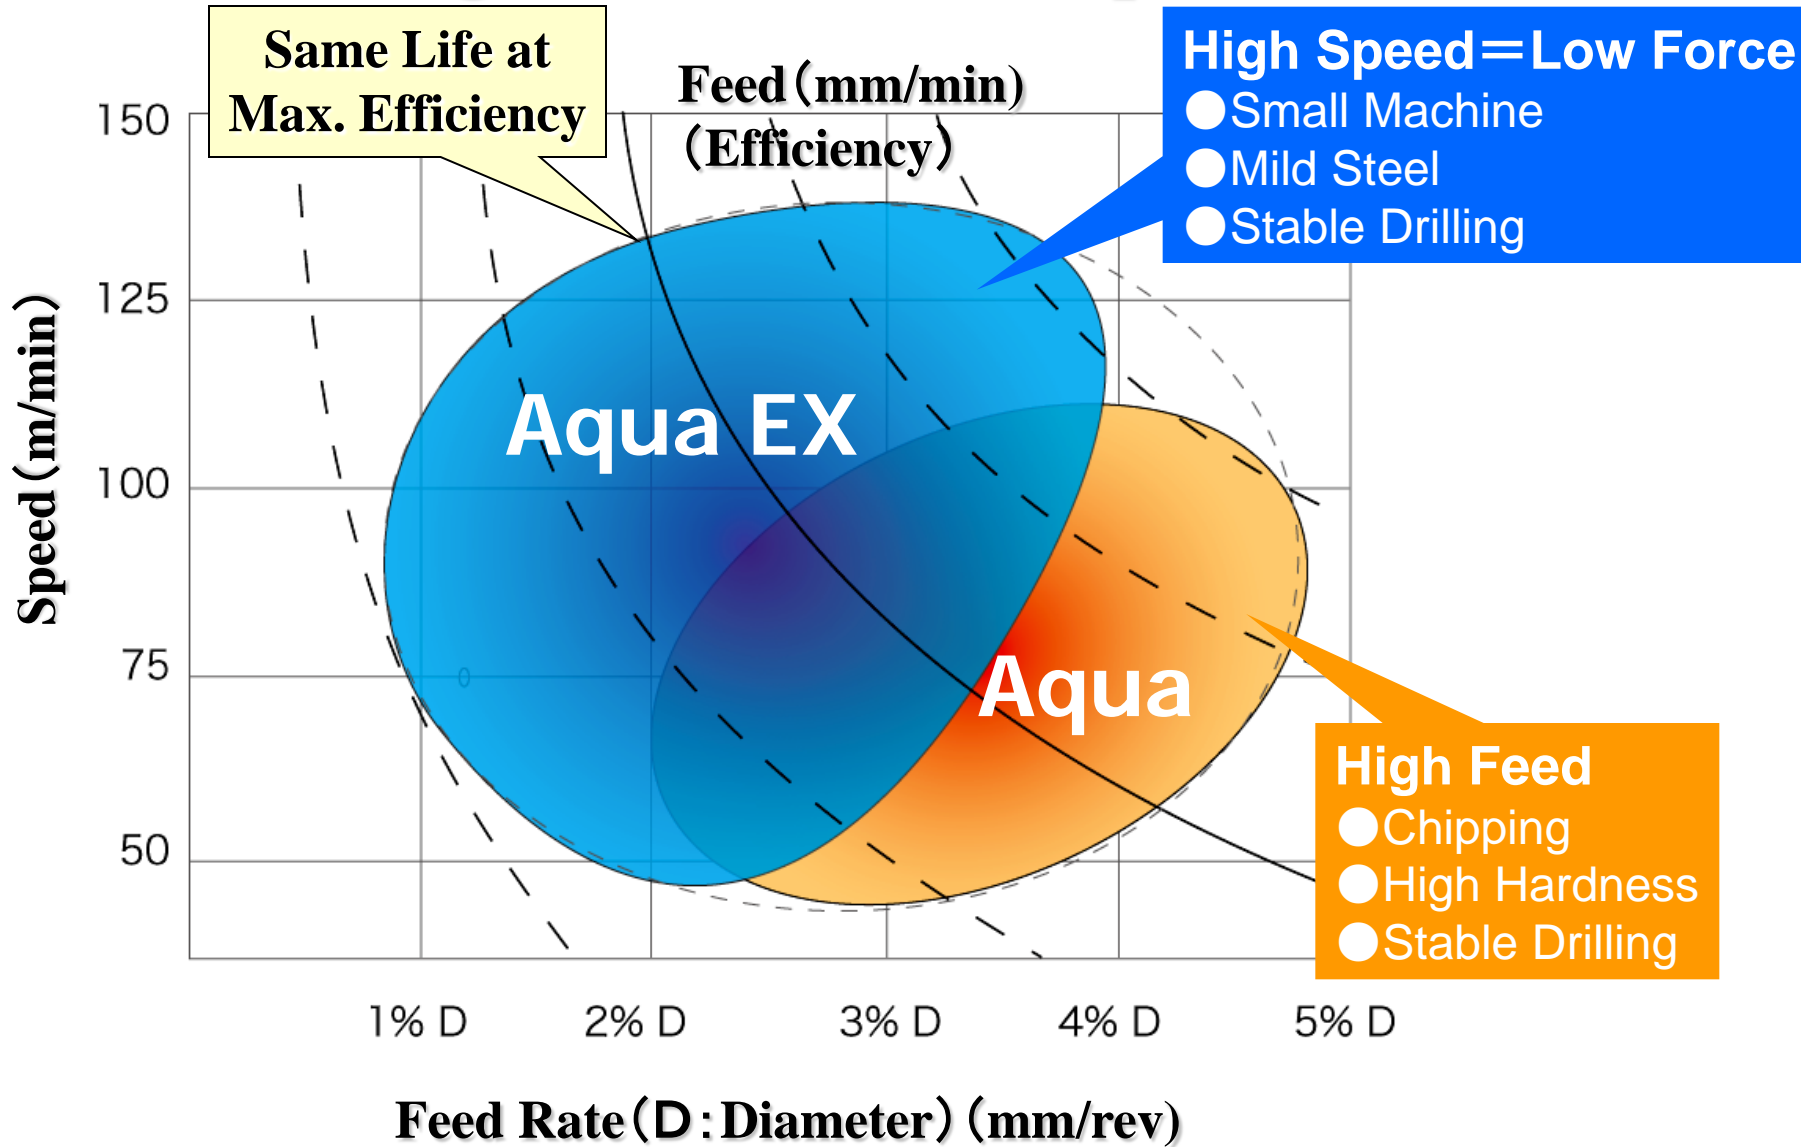 Same Life at
Max. Efficiency
Feed（mm/min)
（Efficiency）
High Speed＝Low Force
●Small Machine
●Mild Steel
●Stable Drilling
150
125
100
75
50
Speed（m/min）
Aqua EX
Aqua
0
High Feed
●Chipping
●High Hardness
●Stable Drilling
1% D
2% D
3% D
4% D
5% D
Feed Rate（D：Diameter）（mm/rev)